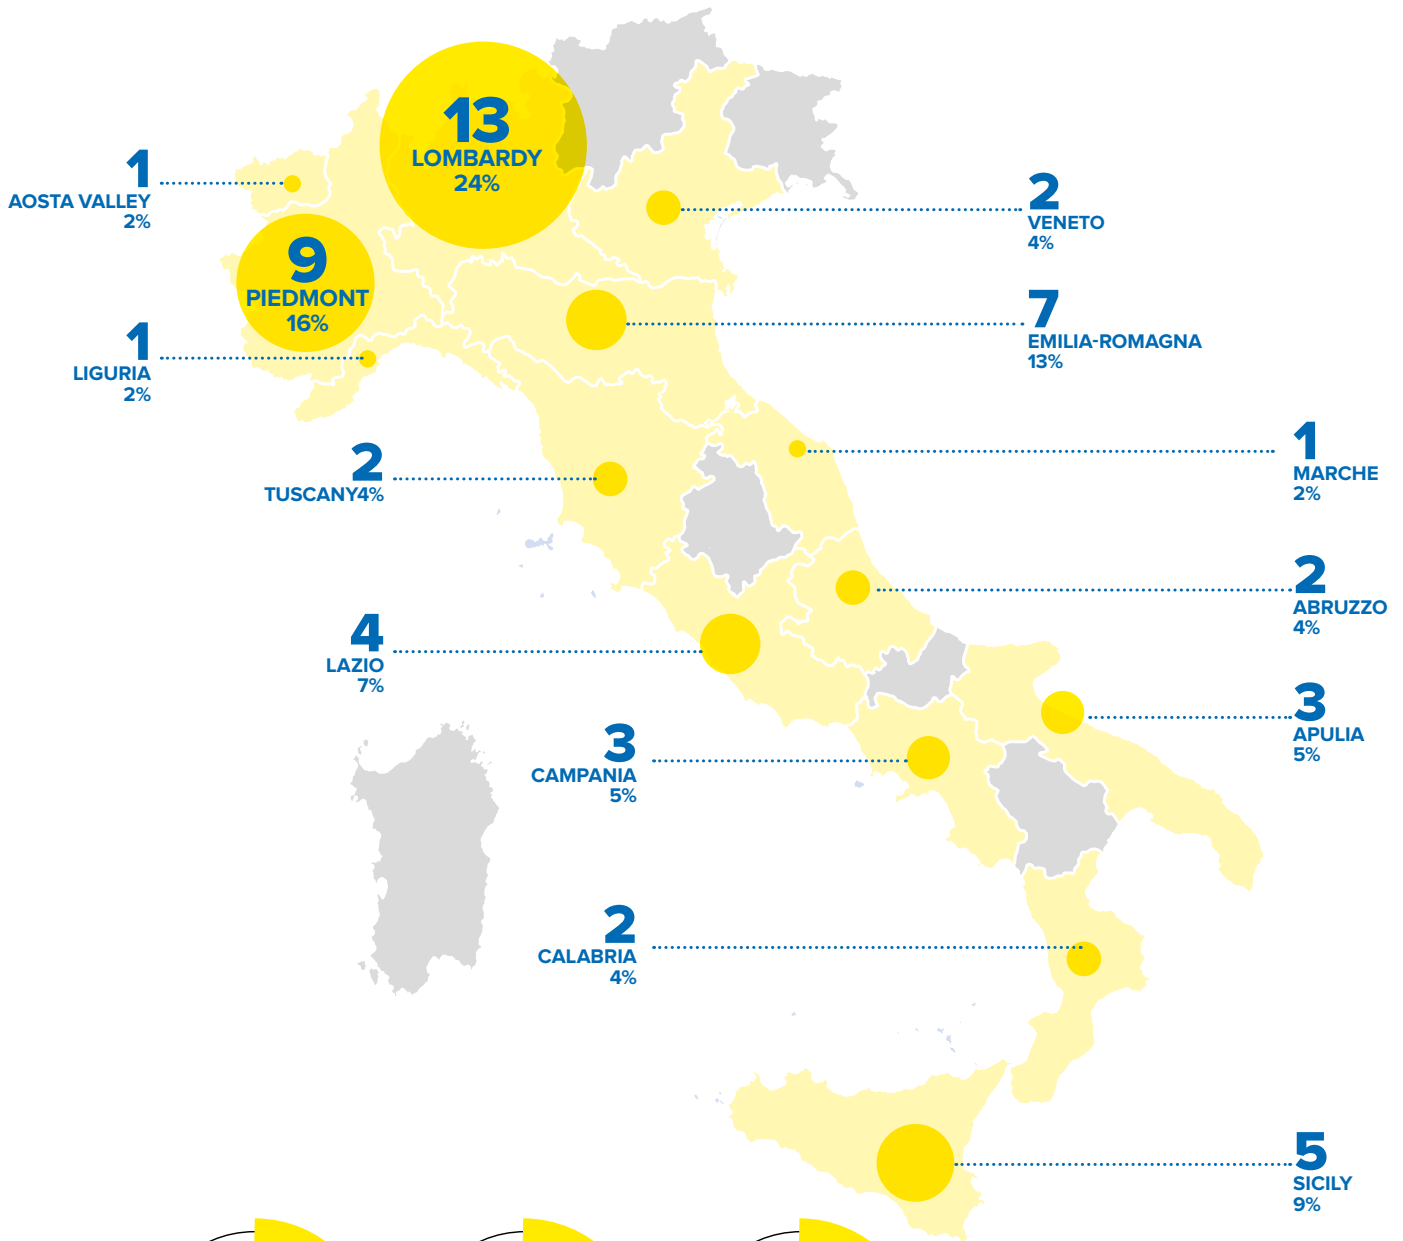 13
LOMBARDY
24%
1
AOSTA VALLEY
2%
2
VENETO
4%
9
PIEDMONT
16%
7
EMILIA-ROMAGNA
13%
1
LIGURIA
2%
1
MARCHE
2%
2
TUSCANY4%
2
ABRUZZO
4%
4
LAZIO
7%
3
APULIA
5%
3
CAMPANIA
5%
2
CALABRIA
4%
5
SICILY
9%